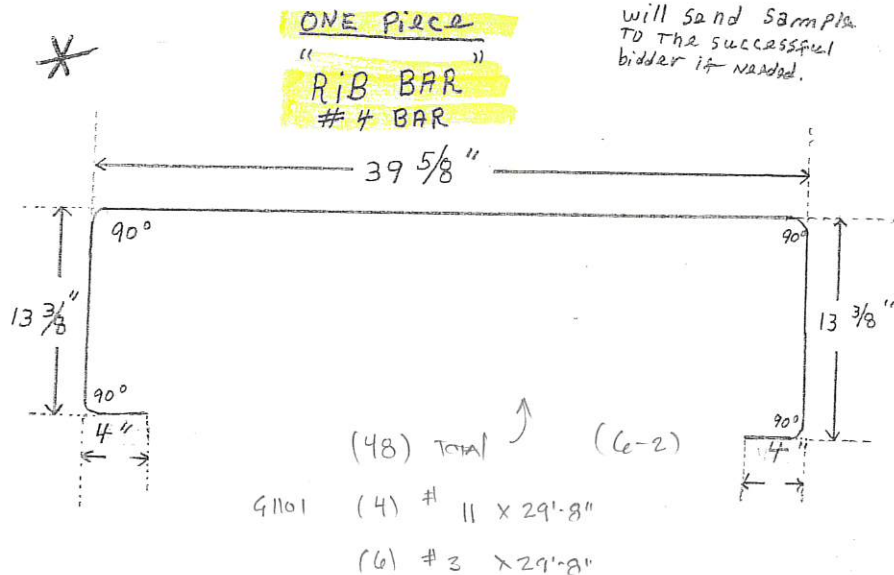 ONE Piece
" "
RiB BAR
# 4 BAR
will send sample
TO The successful
bidder if needed.
39 5/8"
90° 90°
13 3/8" 13 3/8"
90° 90°
4" 4"
(48) TOTAL (6-2)
G1101 (4) # 11 X 29'-8"
(6) # 3 X 29'-8"